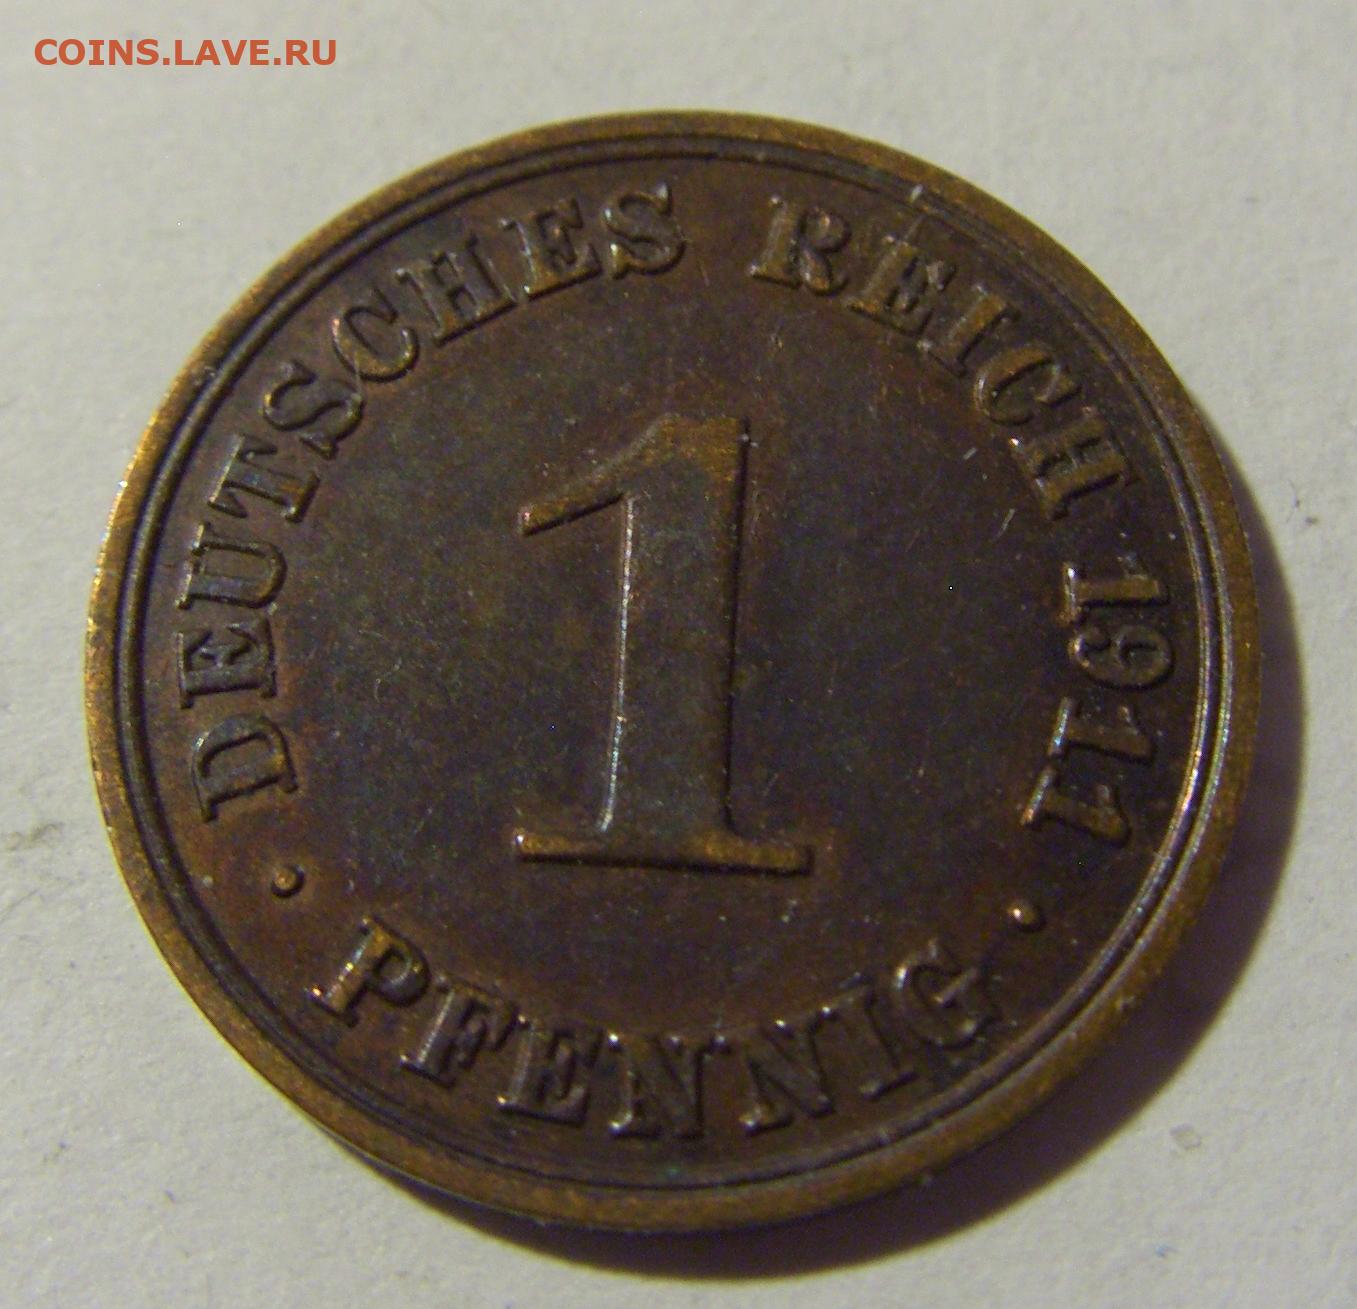 COINS.LAVE.RU
DEUTSCHES REICH 1911
1
· PFENNIG ·